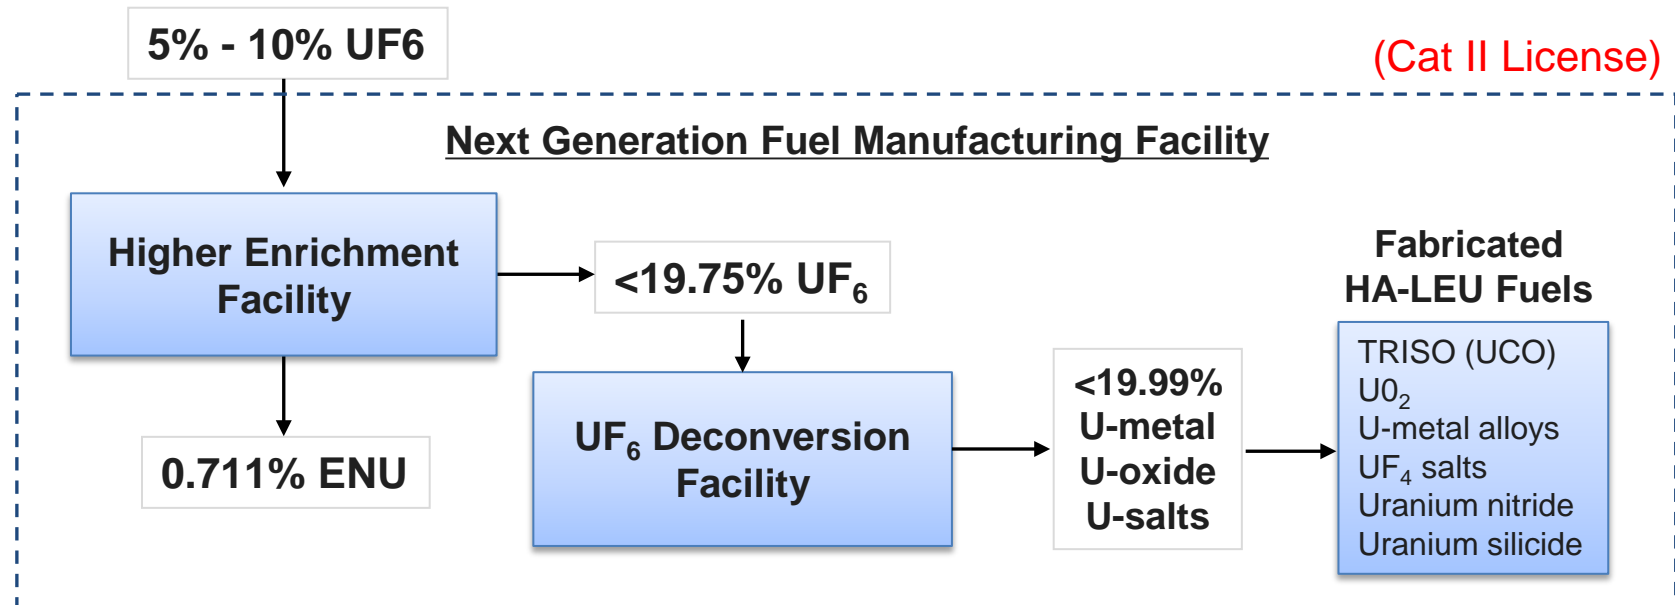 5% - 10% UF6
(Cat II License)
Next Generation Fuel Manufacturing Facility
Higher Enrichment
Facility
<19.75% UF₆
0.711% ENU
UF₆ Deconversion
Facility
<19.99%
U-metal
U-oxide
U-salts
Fabricated
HA-LEU Fuels
TRISO (UCO)
U0₂
U-metal alloys
UF₄ salts
Uranium nitride
Uranium silicide